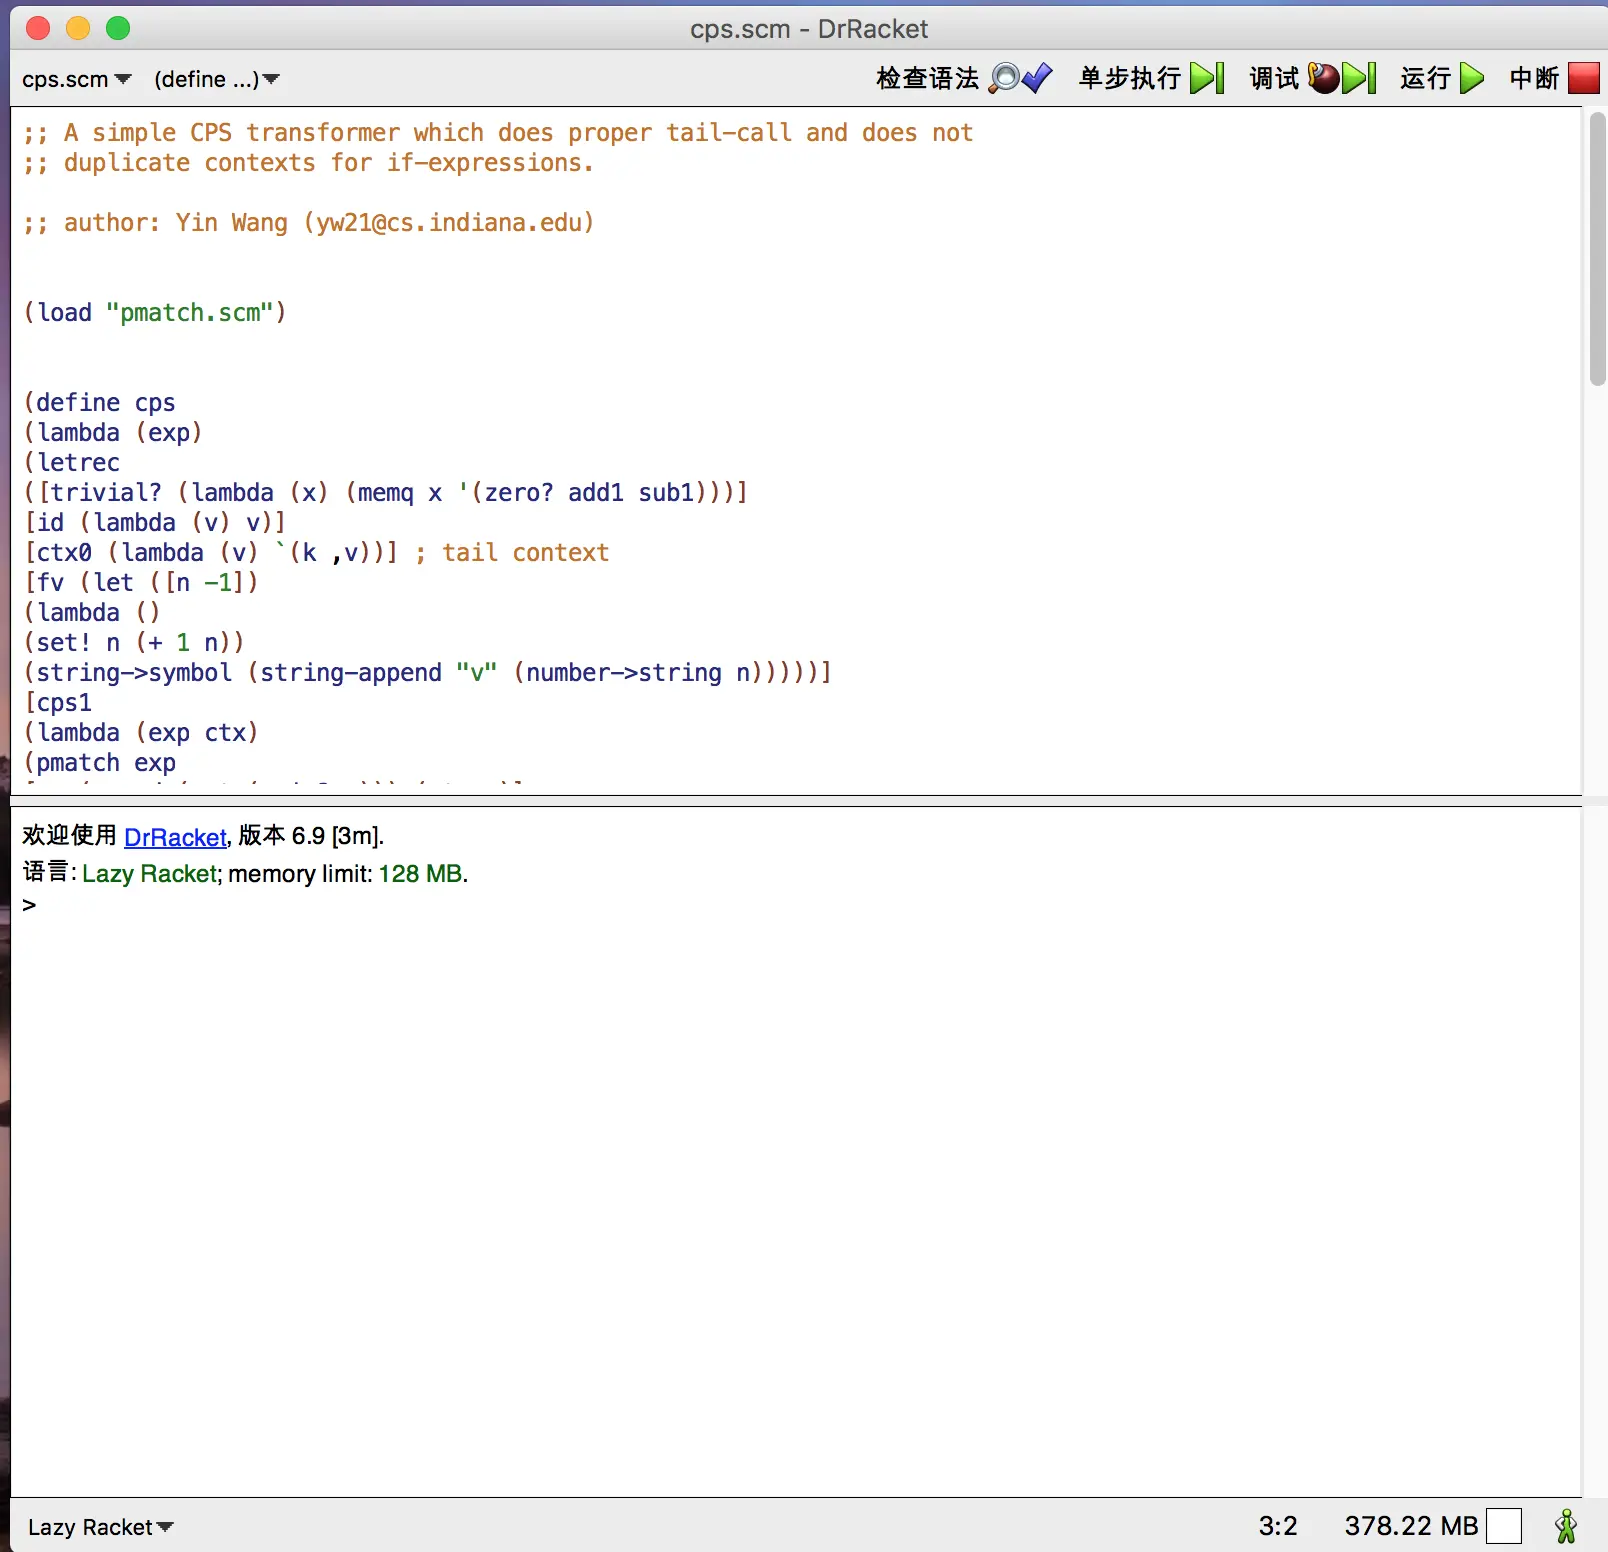 cps.scm - DrRacket
cps.scm (define ...) 检查语法 单步执行 调试 运行 中断
;; A simple CPS transformer which does proper tail-call and does not
;; duplicate contexts for if-expressions.
;; author: Yin Wang (yw21@cs.indiana.edu)
(load "pmatch.scm")
(define cps
(lambda (exp)
(letrec
([trivial? (lambda (x) (memq x '(zero? add1 sub1)))]
[id (lambda (v) v)]
[ctx0 (lambda (v) `(k ,v))] ; tail context
[fv (let ([n -1])
(lambda ()
(set! n (+ 1 n))
(string->symbol (string-append "v" (number->string n)))))]
[cps1
(lambda (exp ctx)
(pmatch exp
欢迎使用 DrRacket, 版本 6.9 [3m].
语言: Lazy Racket; memory limit: 128 MB.
>
Lazy Racket 3:2 378.22 MB